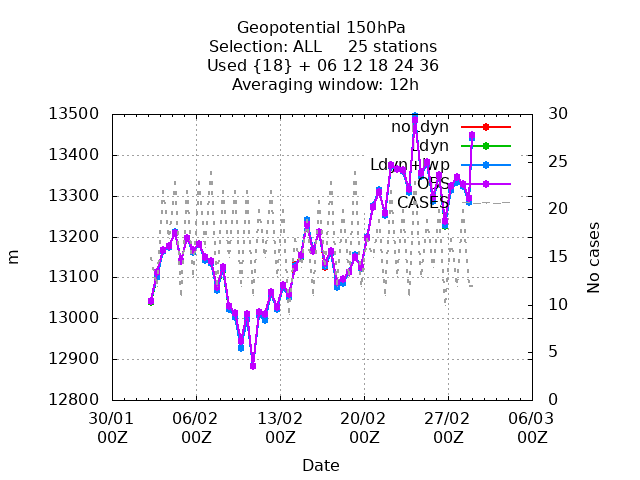 Geopotential 150hPa
Selection: ALL     25 stations
Used {18} + 06 12 18 24 36
Averaging window: 12h
13500
13400
13300
13200
13100
13000
12900
12800
m
30
25
20
15
10
5
0
No cases
no Ldyn
Ldyn
Ldyn+wp
OBS
CASES
30/01 06/02 13/02 20/02 27/02 06/03
00Z 00Z 00Z 00Z 00Z 00Z
Date